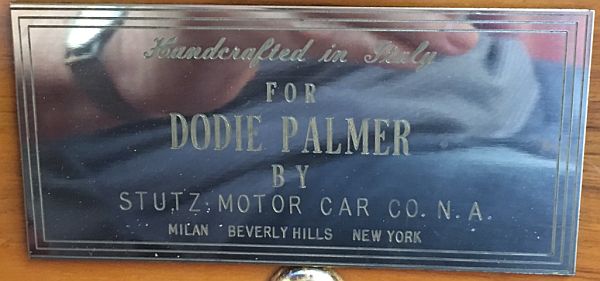 Handcrafted in Italy
FOR
DODIE PALMER
BY
STUTZ MOTOR CAR CO. N.A.
MILAN BEVERLY HILLS NEW YORK